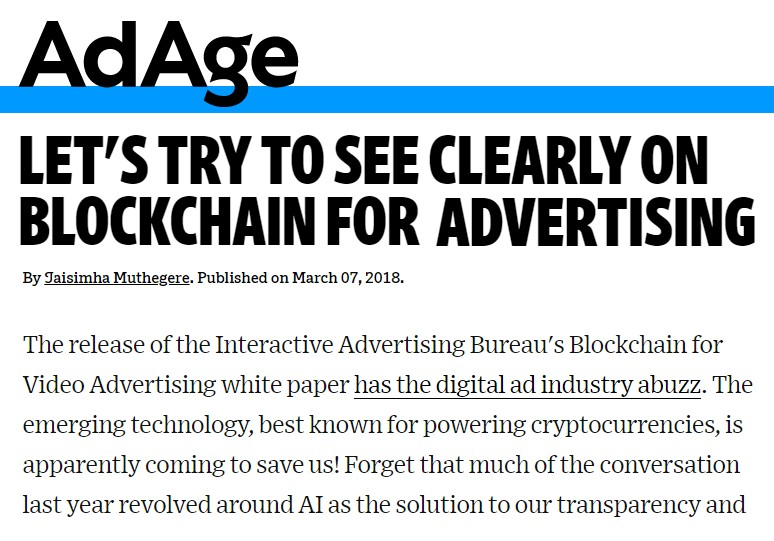 AdAge
LET'S TRY TO SEE CLEARLY ON
BLOCKCHAIN FOR ADVERTISING
By Jaisimha Muthegere. Published on March 07, 2018.
The release of the Interactive Advertising Bureau's Blockchain for
Video Advertising white paper has the digital ad industry abuzz. The
emerging technology, best known for powering cryptocurrencies, is
apparently coming to save us! Forget that much of the conversation
last year revolved around AI as the solution to our transparency and